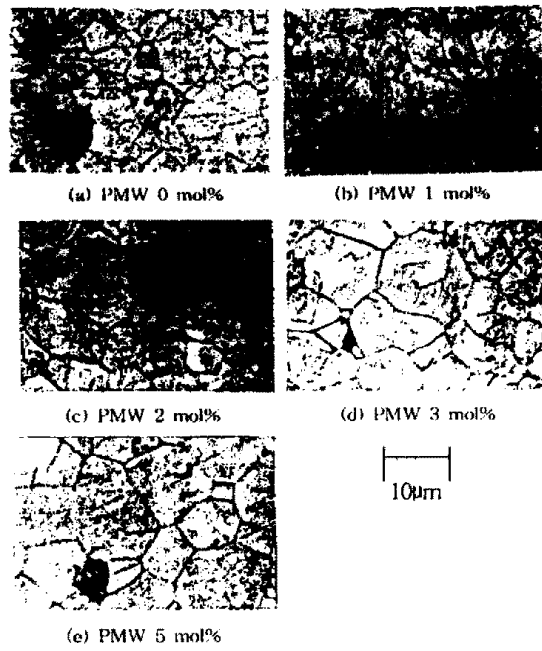 (a) PMW 0 mol%
(b) PMW 1 mol%
(c) PMW 2 mol%
(d) PMW 3 mol%
10μm
(e) PMW 5 mol%